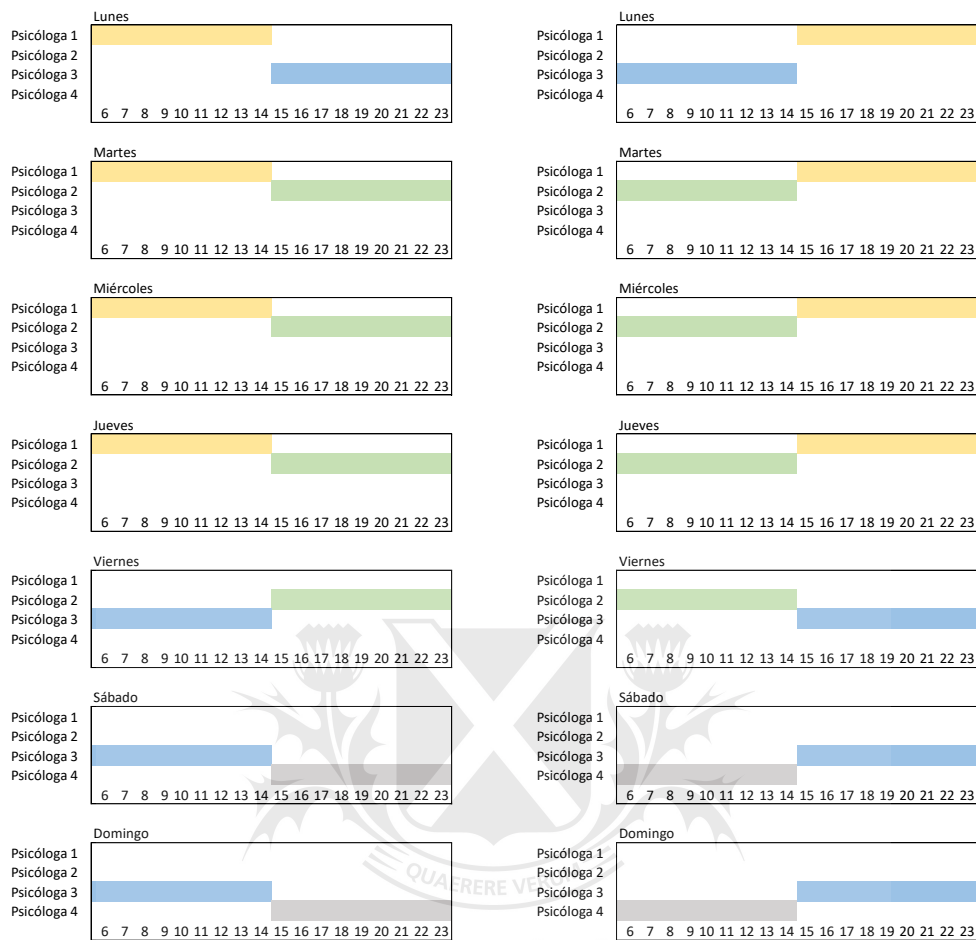 Lunes
Psicóloga 1
Psicóloga 2
Psicóloga 3
Psicóloga 4
6 7 8 9 10 11 12 13 14 15 16 17 18 19 20 21 22 23
Lunes
Psicóloga 1
Psicóloga 2
Psicóloga 3
Psicóloga 4
6 7 8 9 10 11 12 13 14 15 16 17 18 19 20 21 22 23
Martes
Psicóloga 1
Psicóloga 2
Psicóloga 3
Psicóloga 4
6 7 8 9 10 11 12 13 14 15 16 17 18 19 20 21 22 23
Martes
Psicóloga 1
Psicóloga 2
Psicóloga 3
Psicóloga 4
6 7 8 9 10 11 12 13 14 15 16 17 18 19 20 21 22 23
Miércoles
Psicóloga 1
Psicóloga 2
Psicóloga 3
Psicóloga 4
6 7 8 9 10 11 12 13 14 15 16 17 18 19 20 21 22 23
Miércoles
Psicóloga 1
Psicóloga 2
Psicóloga 3
Psicóloga 4
6 7 8 9 10 11 12 13 14 15 16 17 18 19 20 21 22 23
Jueves
Psicóloga 1
Psicóloga 2
Psicóloga 3
Psicóloga 4
6 7 8 9 10 11 12 13 14 15 16 17 18 19 20 21 22 23
Jueves
Psicóloga 1
Psicóloga 2
Psicóloga 3
Psicóloga 4
6 7 8 9 10 11 12 13 14 15 16 17 18 19 20 21 22 23
Viernes
Psicóloga 1
Psicóloga 2
Psicóloga 3
Psicóloga 4
6 7 8 9 10 11 12 13 14 15 16 17 18 19 20 21 22 23
Viernes
Psicóloga 1
Psicóloga 2
Psicóloga 3
Psicóloga 4
6 7 8 9 10 11 12 13 14 15 16 17 18 19 20 21 22 23
Sábado
Psicóloga 1
Psicóloga 2
Psicóloga 3
Psicóloga 4
6 7 8 9 10 11 12 13 14 15 16 17 18 19 20 21 22 23
Sábado
Psicóloga 1
Psicóloga 2
Psicóloga 3
Psicóloga 4
6 7 8 9 10 11 12 13 14 15 16 17 18 19 20 21 22 23
Domingo
Psicóloga 1
Psicóloga 2
Psicóloga 3
Psicóloga 4
6 7 8 9 10 11 12 13 14 15 16 17 18 19 20 21 22 23
Domingo
Psicóloga 1
Psicóloga 2
Psicóloga 3
Psicóloga 4
6 7 8 9 10 11 12 13 14 15 16 17 18 19 20 21 22 23
QUAERERE